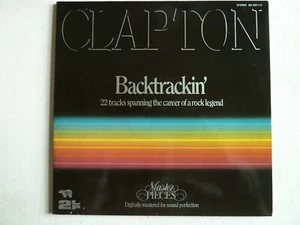 CLAPTON
Backtrackin'
22 tracks spanning the career of a rock legend
Master
PIECES
Digitally mastered for sound perfection